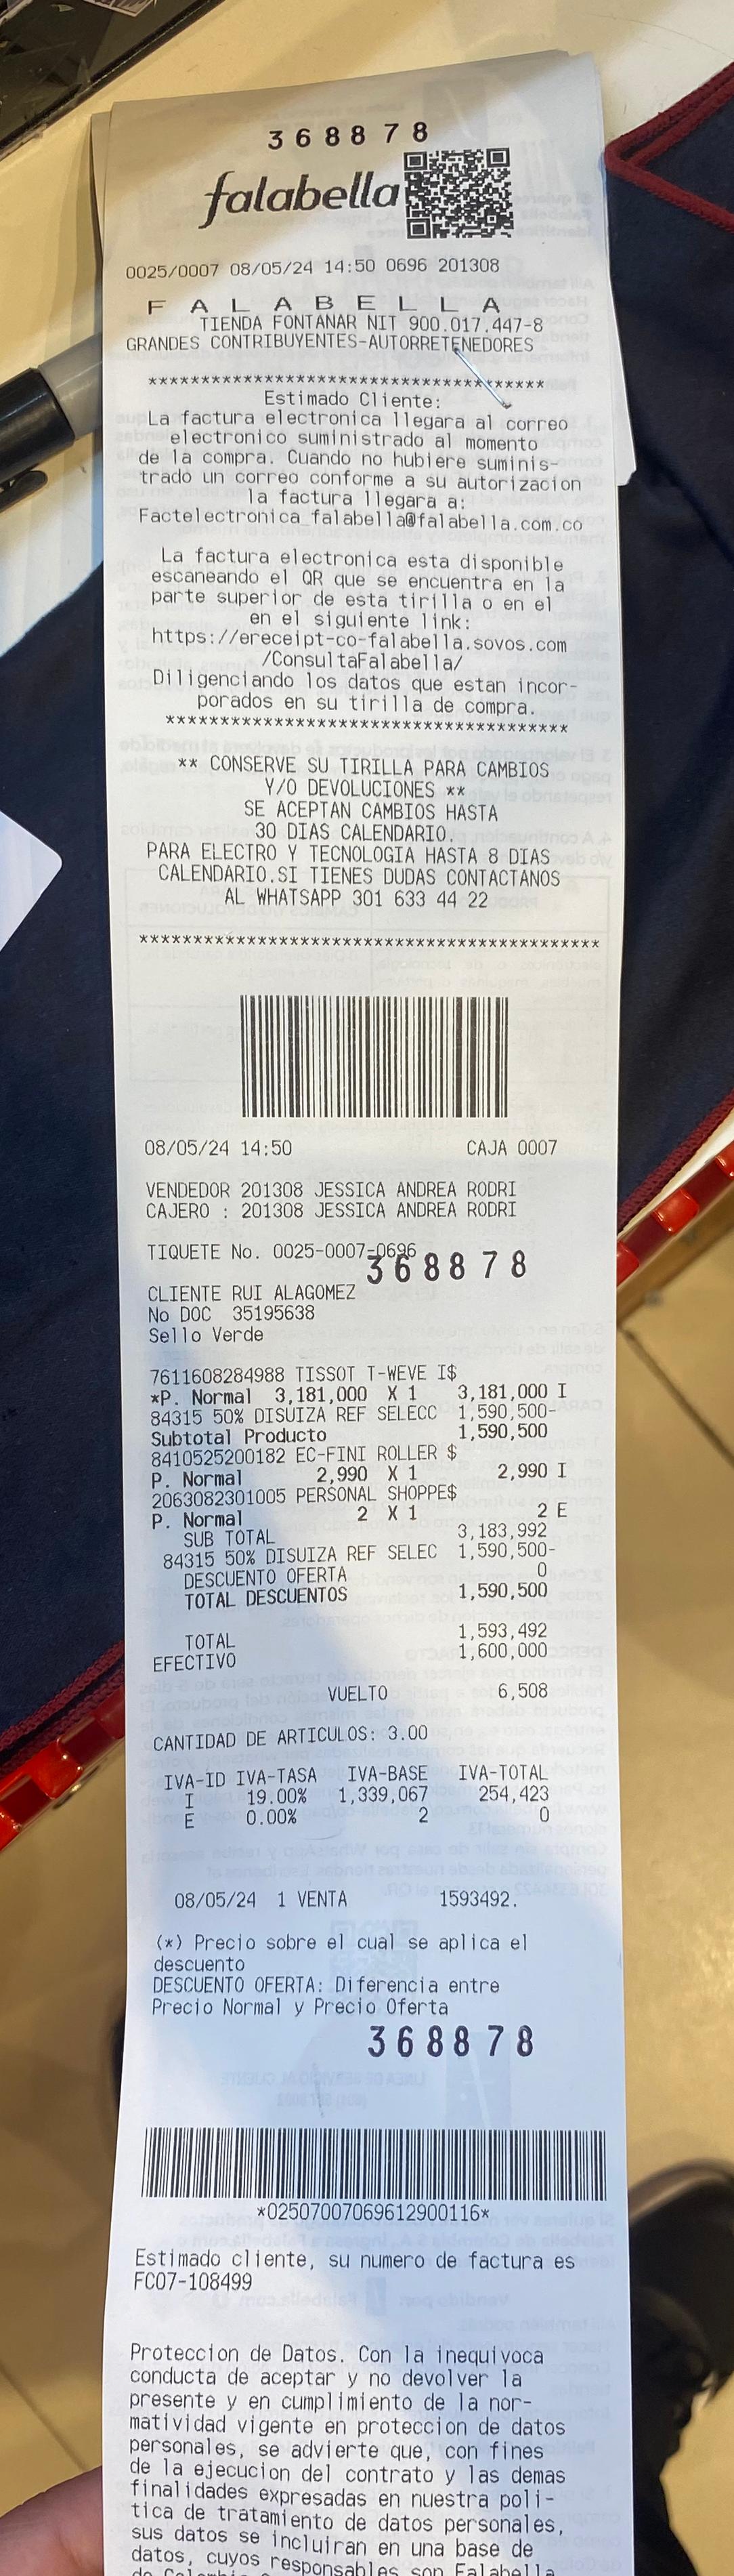 368878
falabella
0025/0007 08/05/24 14:50 0696 201308
F A L A B E L L A
TIENDA FONTANAR NIT 900.017.447-8
GRANDES CONTRIBUYENTES-AUTORRETENEDORES
**************************************
Estimado Cliente:
La factura electronica llegara al correo
electronico suministrado al momento
de la compra. Cuando no hubiere suminis-
trado un correo conforme a su autorizacion
la factura llegara a:
Factelectronica_falabella@falabella.com.co
La factura electronica esta disponible
escaneando el QR que se encuentra en la
parte superior de esta tirilla o en el
en el siguiente link:
https://ereceipt-co-falabella.sovos.com
/ConsultaFalabella/
Diligenciando los datos que estan incor-
porados en su tirilla de compra.
**************************************
** CONSERVE SU TIRILLA PARA CAMBIOS
Y/O DEVOLUCIONES **
SE ACEPTAN CAMBIOS HASTA
30 DIAS CALENDARIO.
PARA ELECTRO Y TECNOLOGIA HASTA 8 DIAS
CALENDARIO.SI TIENES DUDAS CONTACTANOS
AL WHATSAPP 301 633 44 22
********************************************
08/05/24 14:50 CAJA 0007
VENDEDOR 201308 JESSICA ANDREA RODRI
CAJERO : 201308 JESSICA ANDREA RODRI
TIQUETE No. 0025-0007-0696
368878
CLIENTE RUI ALAGOMEZ
No DOC 35195638
Sello Verde
7611608284988 TISSOT T-WEVE I$
*P. Normal 3,181,000 X 1 3,181,000 I
84315 50% DISUIZA REF SELECC 1,590,500-
Subtotal Producto 1,590,500
8410525200182 EC-FINI ROLLER $
P. Normal 2,990 X 1 2,990 I
2063082301005 PERSONAL SHOPPE$
P. Normal 2 X 1 2 E
SUB TOTAL 3,183,992
84315 50% DISUIZA REF SELEC 1,590,500-
DESCUENTO OFERTA 0
TOTAL DESCUENTOS 1,590,500
TOTAL 1,593,492
EFECTIVO 1,600,000
VUELTO 6,508
CANTIDAD DE ARTICULOS: 3.00
IVA-ID IVA-TASA IVA-BASE IVA-TOTAL
I 19.00% 1,339,067 254,423
E 0.00% 2 0
08/05/24 1 VENTA 1593492.
(*) Precio sobre el cual se aplica el
descuento
DESCUENTO OFERTA: Diferencia entre
Precio Normal y Precio Oferta
368878
*02507007069612900116*
Estimado cliente, su numero de factura es
FC07-108499
Proteccion de Datos. Con la inequivoca
conducta de aceptar y no devolver la
presente y en cumplimiento de la nor-
matividad vigente en proteccion de datos
personales, se advierte que, con fines
de la ejecucion del contrato y las demas
finalidades expresadas en nuestra poli-
tica de tratamiento de datos personales,
sus datos se incluiran en una base de
datos, cuyos responsables son Falabella